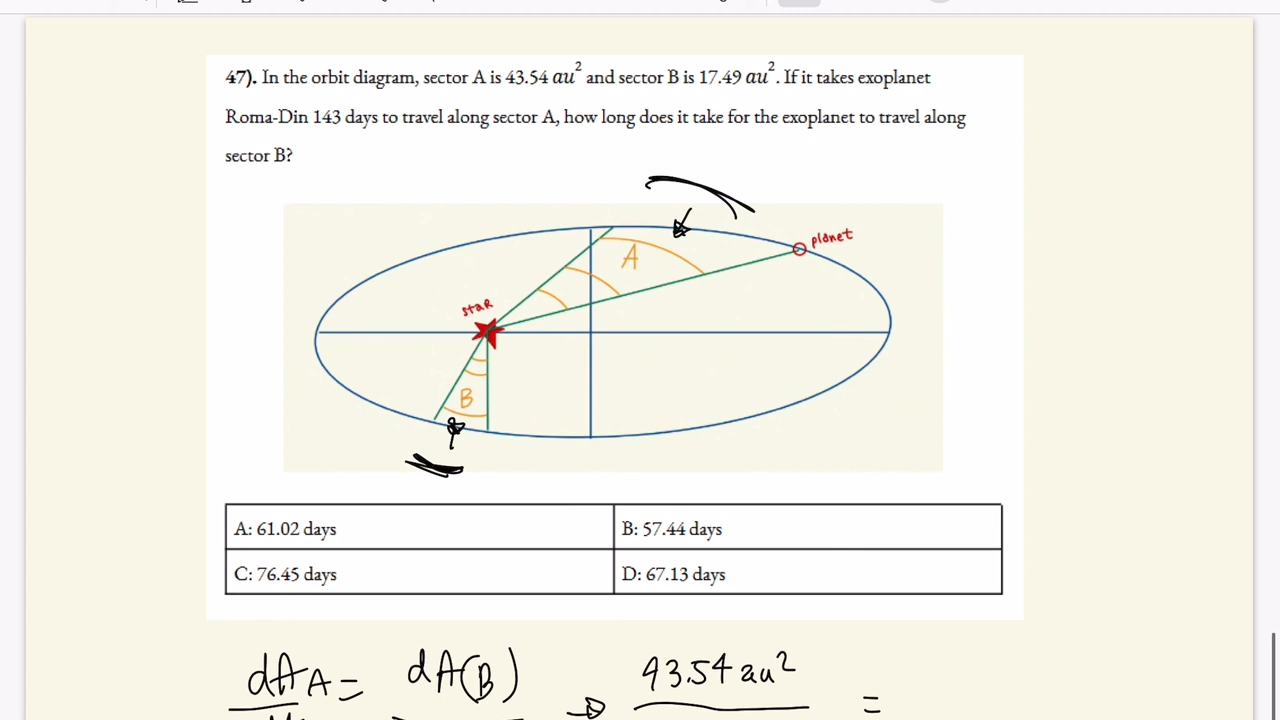 47). In the orbit diagram, sector A is 43.54 au² and sector B is 17.49 au². If it takes exoplanet
Roma-Din 143 days to travel along sector A, how long does it take for the exoplanet to travel along
sector B?
planet
A
star
B
A: 61.02 days
B: 57.44 days
C: 76.45 days
D: 67.13 days
dA A = dA(B) → 43.54 au² =